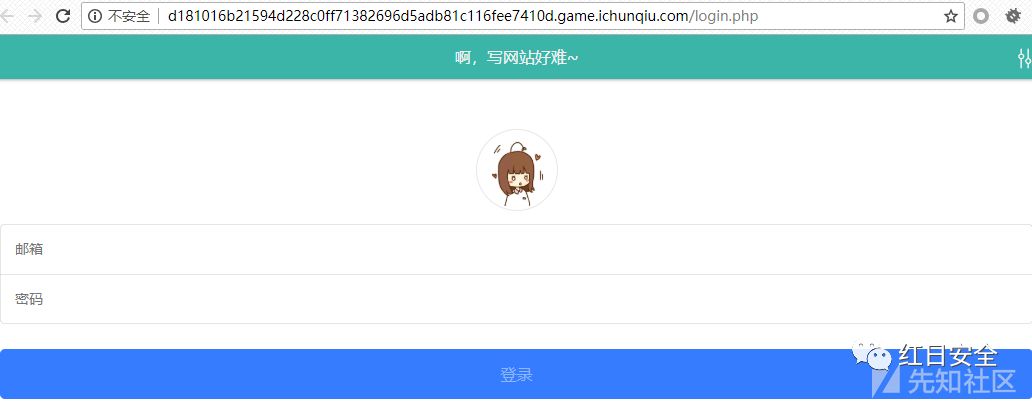 不安全 d181016b21594d228c0ff71382696d5adb81c116fee7410d.game.ichunqiu.com/login.php
啊，写网站好难~
邮箱
密码
登录
红日安全
先知社区